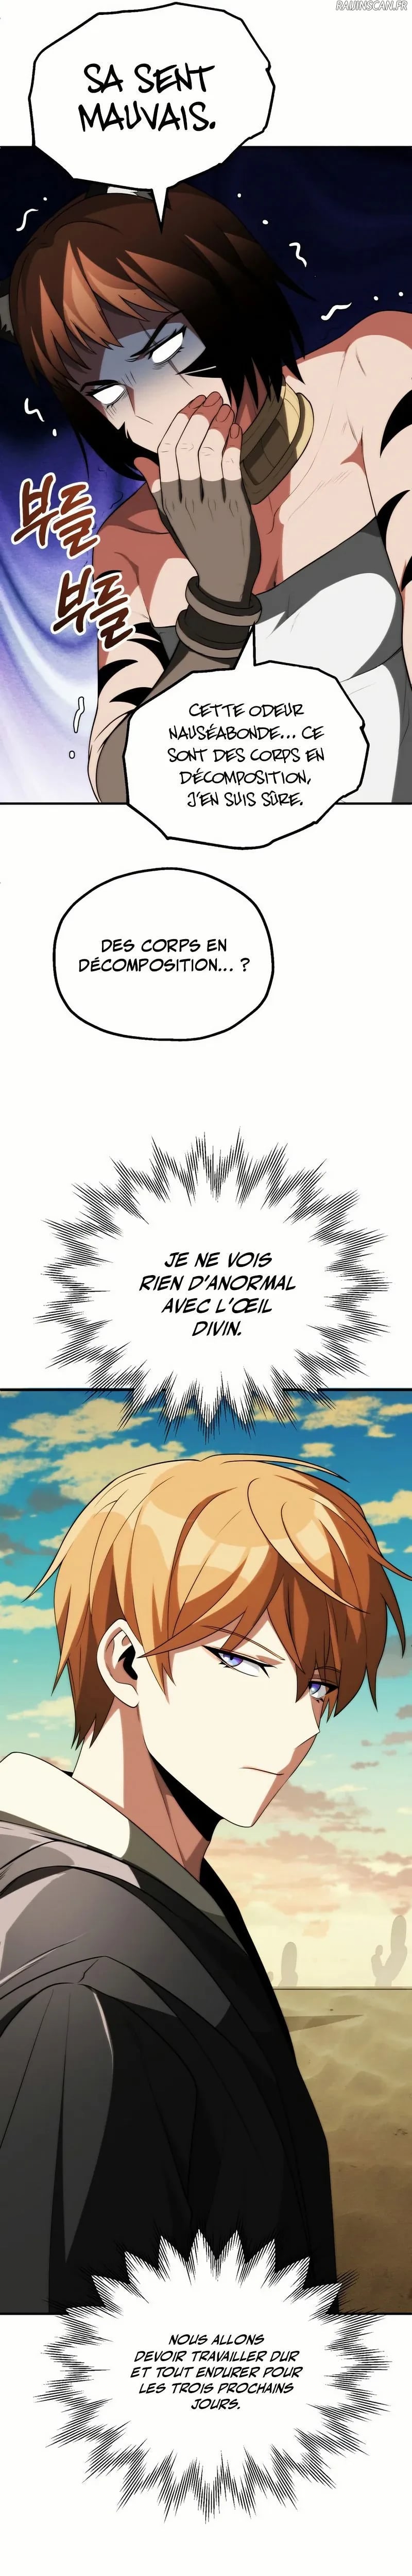 RAIJINSCAN.FR
SA SENT
MAUVAIS.
부들
부들
CETTE ODEUR
NAUSÉABONDE... CE
SONT DES CORPS EN
DÉCOMPOSITION,
J'EN SUIS SÛRE.
DES CORPS EN
DÉCOMPOSITION... ?
JE NE VOIS
RIEN D'ANORMAL
AVEC L'ŒIL
DIVIN.
NOUS ALLONS
DEVOIR TRAVAILLER DUR
ET TOUT ENDURER POUR
LES TROIS PROCHAINS
JOURS.